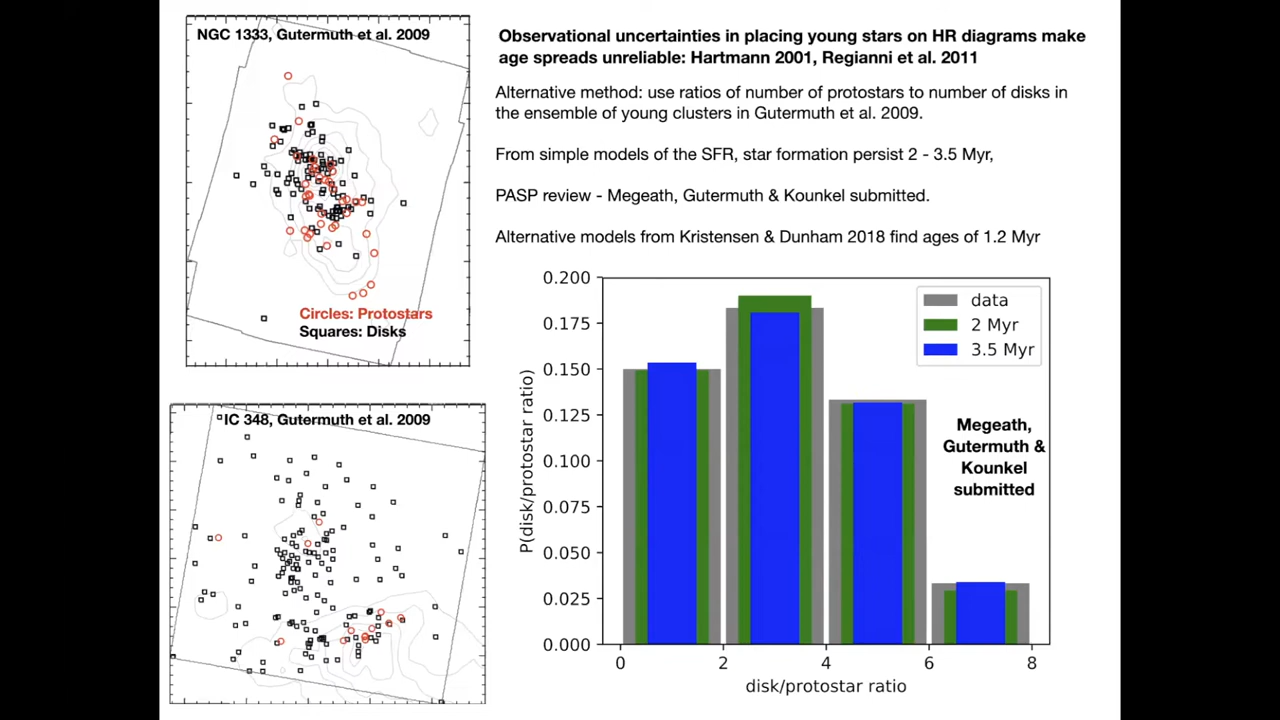 NGC 1333, Gutermuth et al. 2009
Circles: Protostars
Squares: Disks
IC 348, Gutermuth et al. 2009
Observational uncertainties in placing young stars on HR diagrams make
age spreads unreliable: Hartmann 2001, Regianni et al. 2011
Alternative method: use ratios of number of protostars to number of disks in
the ensemble of young clusters in Gutermuth et al. 2009.
From simple models of the SFR, star formation persist 2 - 3.5 Myr,
PASP review - Megeath, Gutermuth & Kounkel submitted.
Alternative models from Kristensen & Dunham 2018 find ages of 1.2 Myr
0.200
0.175
0.150
0.125
0.100
0.075
0.050
0.025
0.000
P(disk/protostar ratio)
data
2 Myr
3.5 Myr
Megeath,
Gutermuth &
Kounkel
submitted
0 2 4 6 8
disk/protostar ratio